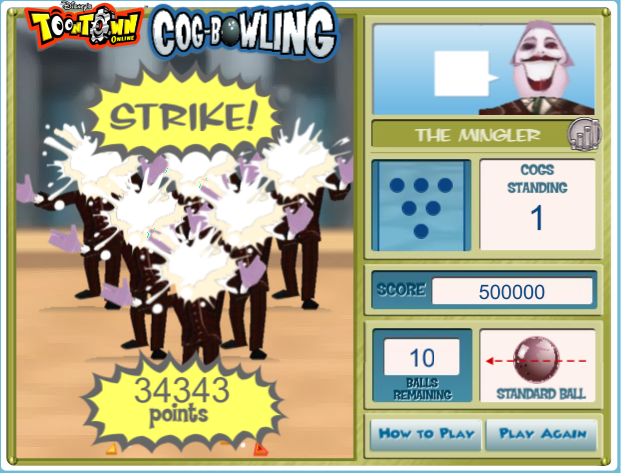 Disney's
TOONTOWN
ONLINE
COG-BOWLING
STRIKE!
34343
points
THE MINGLER
COGS
STANDING
1
SCORE 500000
10
BALLS
REMAINING
STANDARD BALL
HOW TO PLAY
PLAY AGAIN